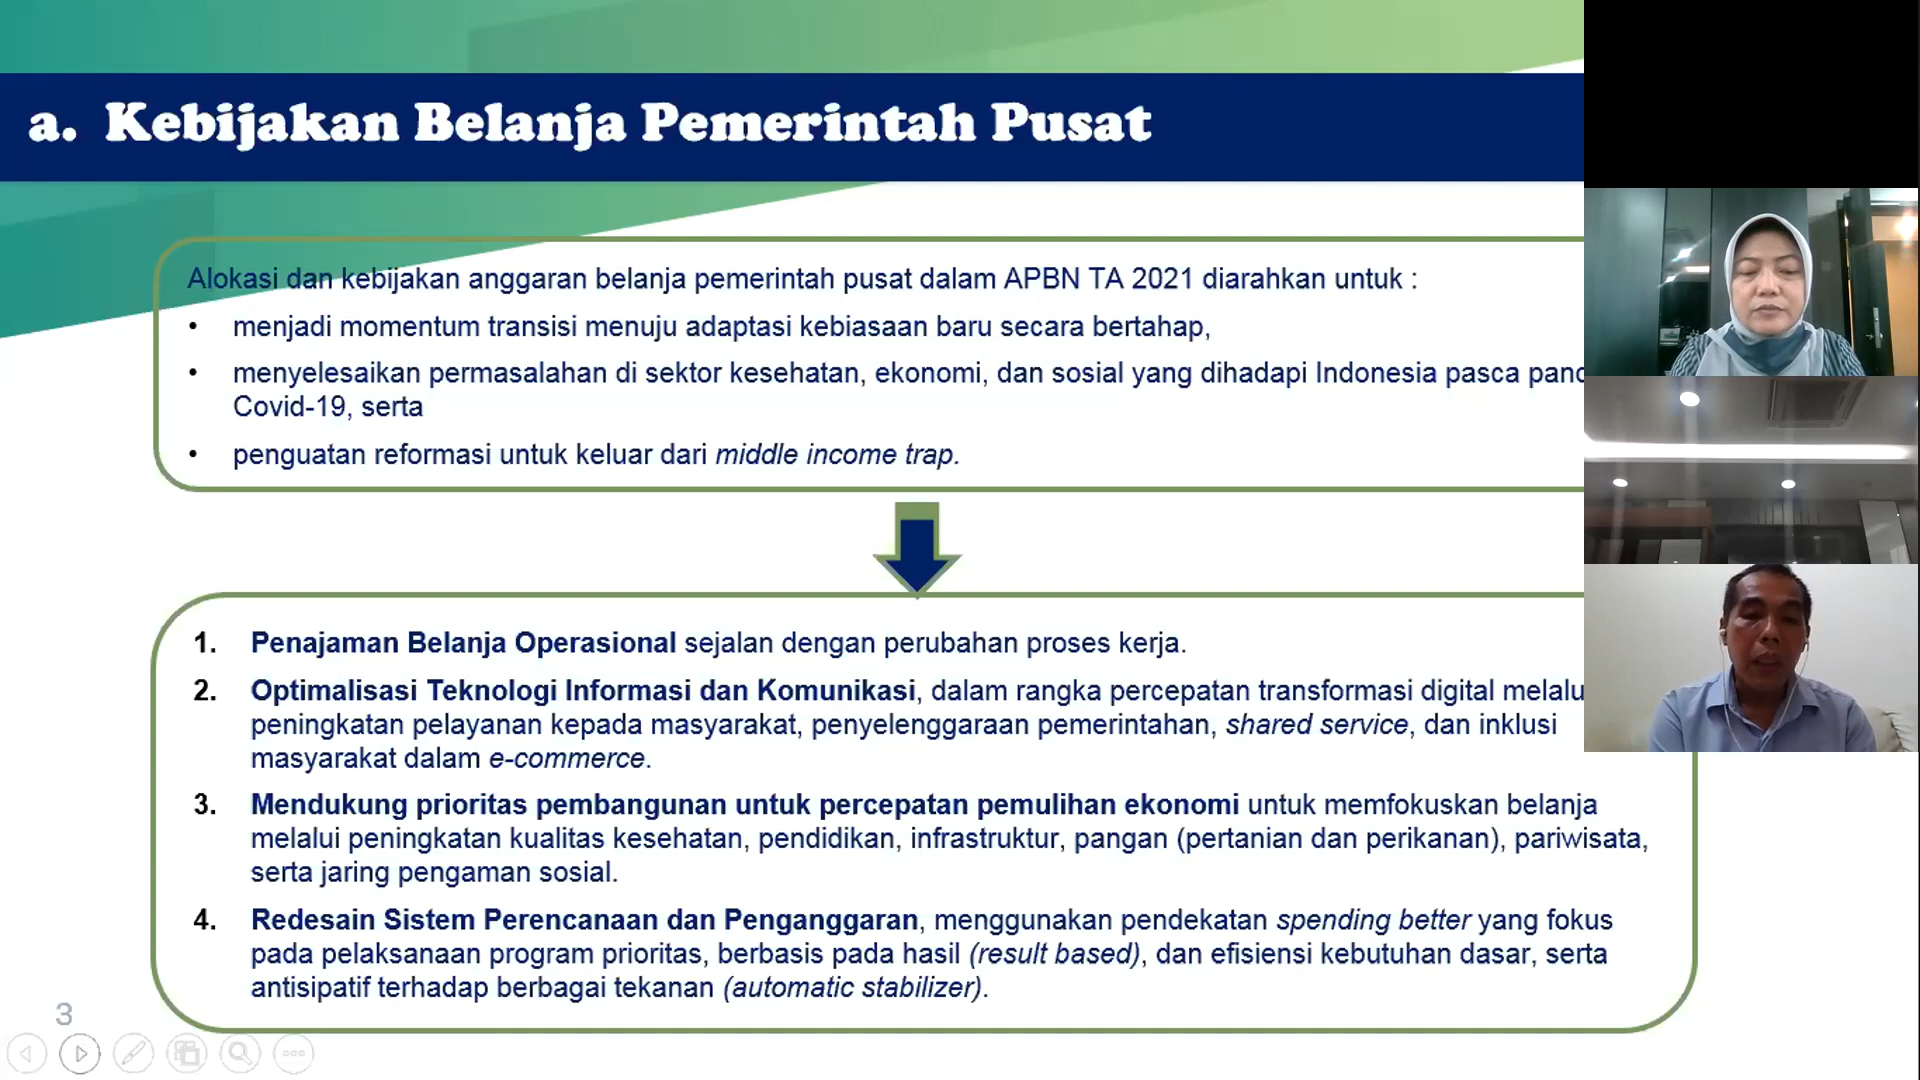 a. Kebijakan Belanja Pemerintah Pusat
Alokasi dan kebijakan anggaran belanja pemerintah pusat dalam APBN TA 2021 diarahkan untuk :
• menjadi momentum transisi menuju adaptasi kebiasaan baru secara bertahap,
• menyelesaikan permasalahan di sektor kesehatan, ekonomi, dan sosial yang dihadapi Indonesia pasca
Covid-19, serta
• penguatan reformasi untuk keluar dari middle income trap.
1. Penajaman Belanja Operasional sejalan dengan perubahan proses kerja.
2. Optimalisasi Teknologi Informasi dan Komunikasi, dalam rangka percepatan transformasi digital
peningkatan pelayanan kepada masyarakat, penyelenggaraan pemerintahan, shared service, dan inklusi
masyarakat dalam e-commerce.
3. Mendukung prioritas pembangunan untuk percepatan pemulihan ekonomi untuk memfokuskan belanja
melalui peningkatan kualitas kesehatan, pendidikan, infrastruktur, pangan (pertanian dan perikanan), pariwisata,
serta jaring pengaman sosial.
4. Redesain Sistem Perencanaan dan Penganggaran, menggunakan pendekatan spending better yang fokus
pada pelaksanaan program prioritas, berbasis pada hasil (result based), dan efisiensi kebutuhan dasar, serta
antisipatif terhadap berbagai tekanan (automatic stabilizer).
3